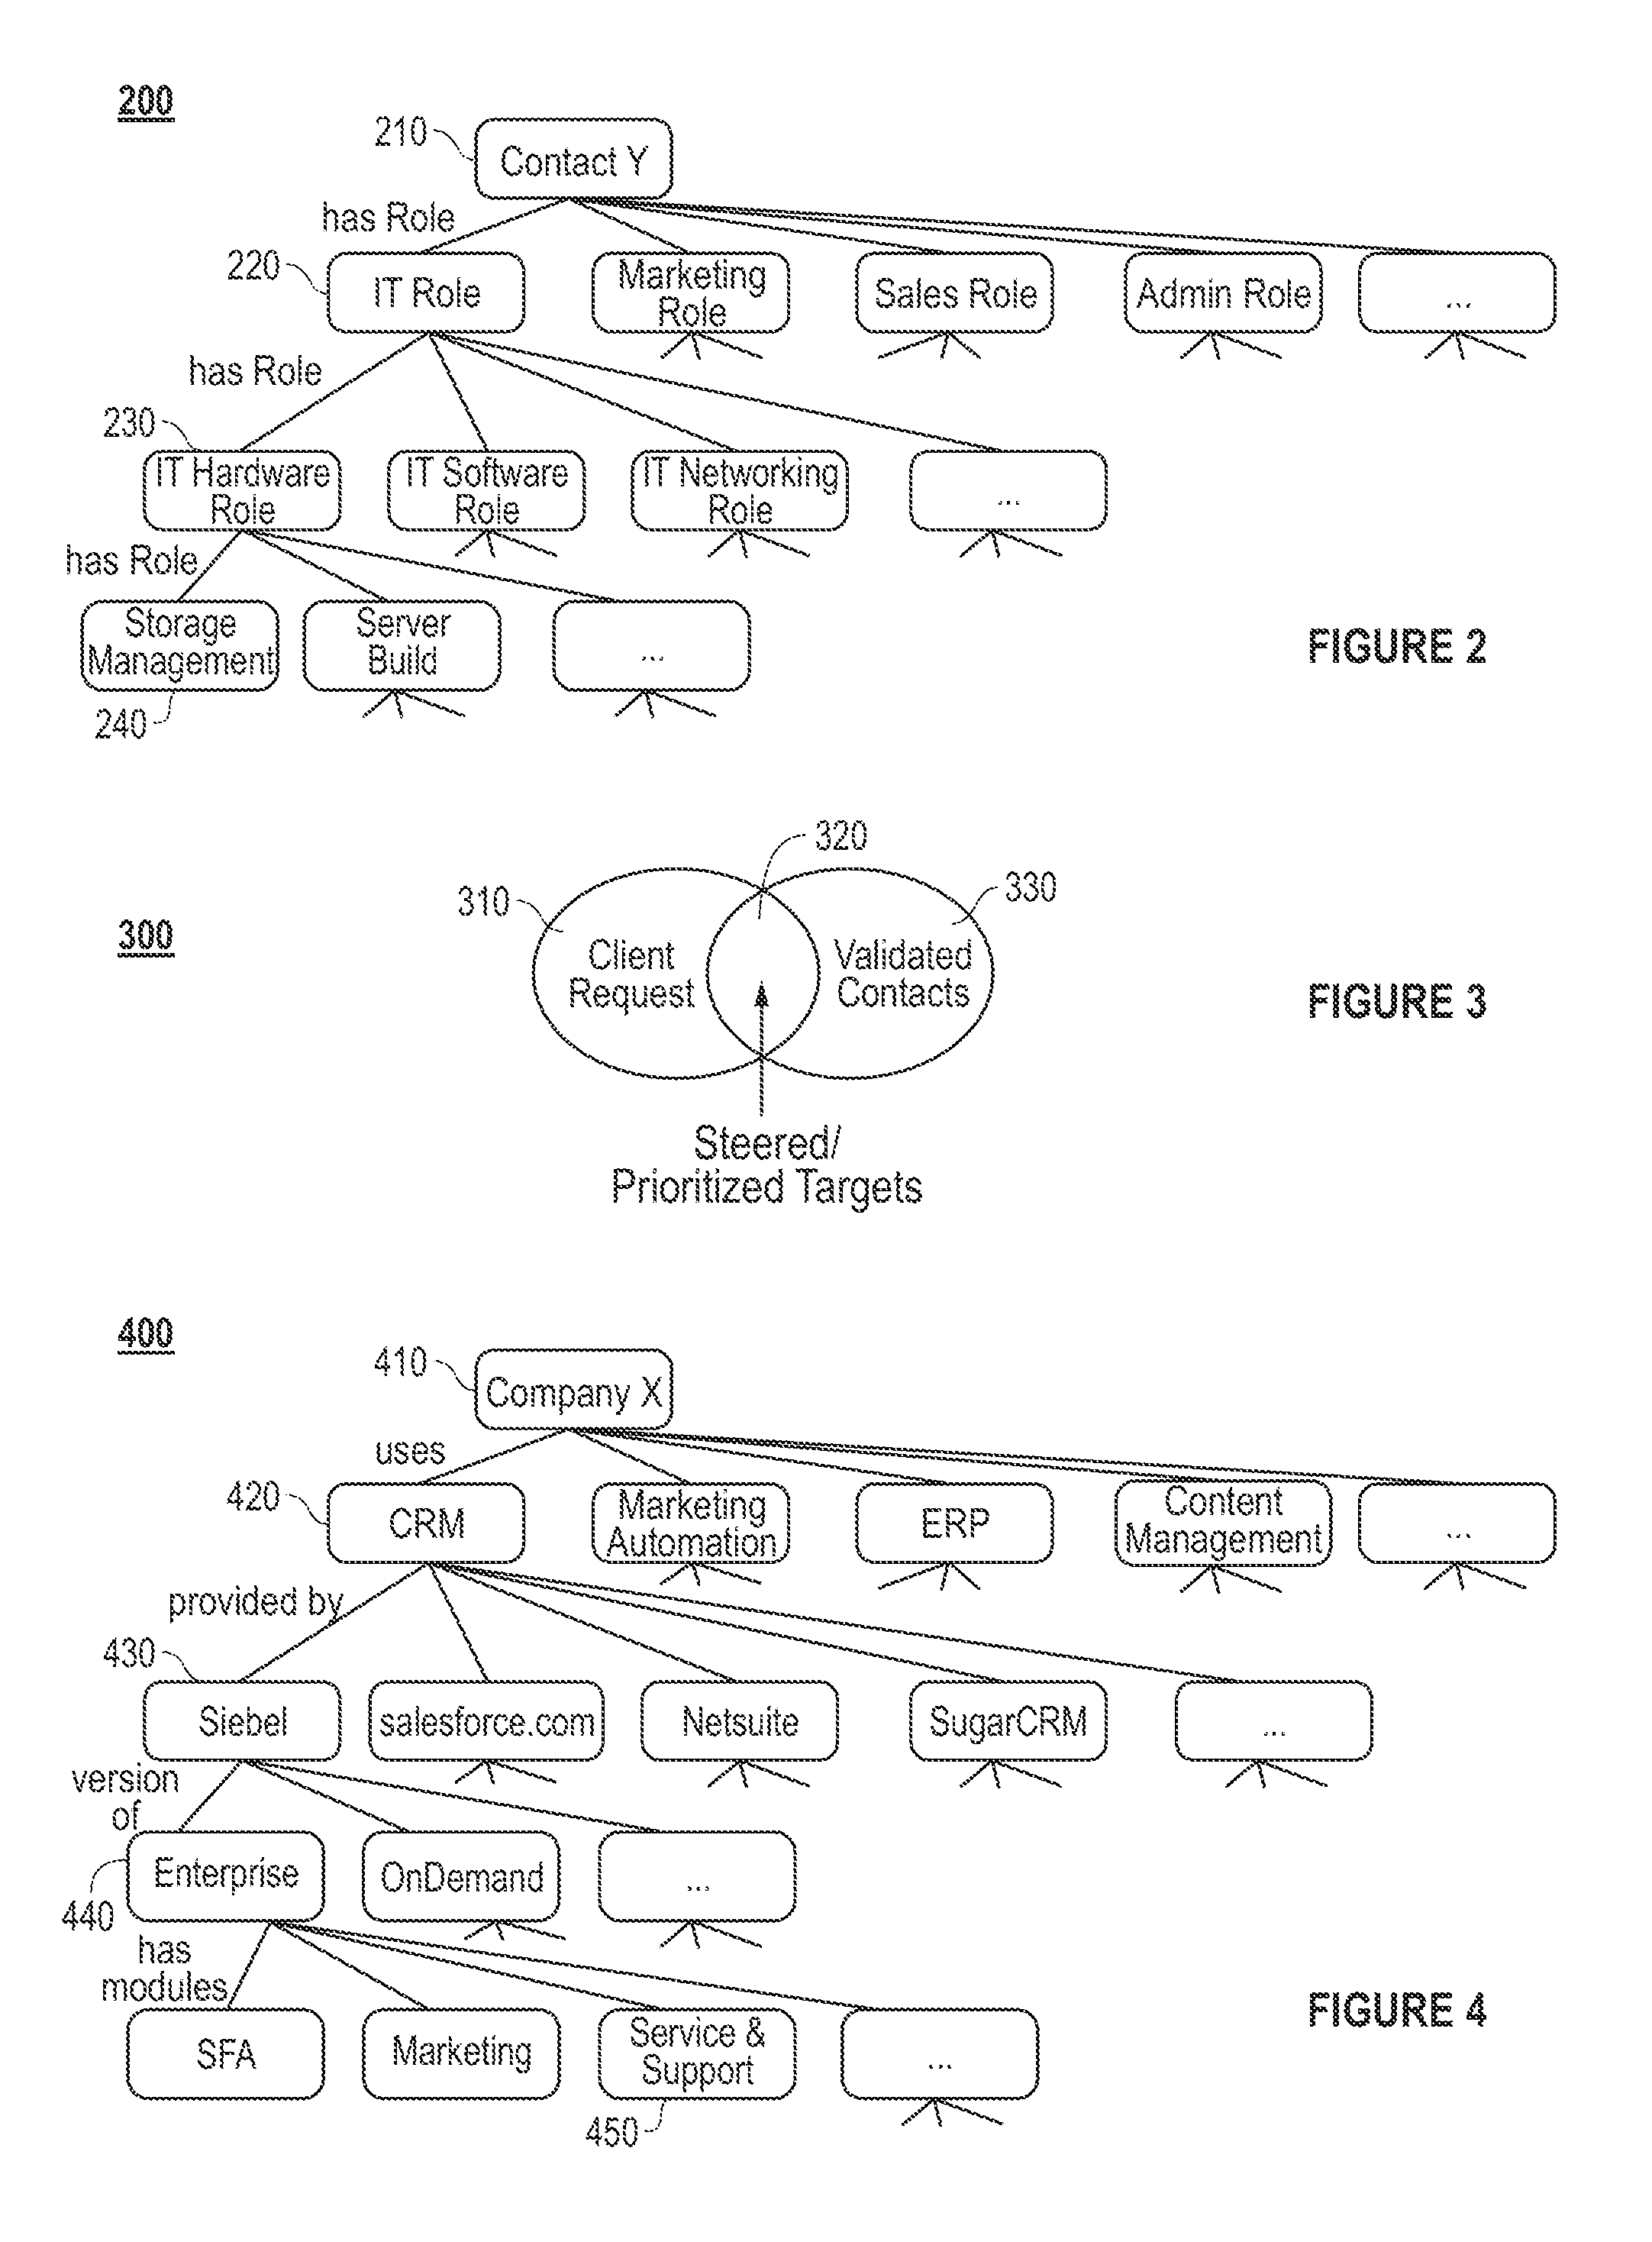 200
210
Contact Y
has Role
220
IT Role
Marketing
Role
Sales Role
Admin Role
...
has Role
230
IT Hardware
Role
IT Software
Role
IT Networking
Role
...
has Role
Storage
Management
Server
Build
...
240
FIGURE 2
300
310
320
330
Client
Request
Validated
Contacts
Steered/
Prioritized Targets
FIGURE 3
400
410
Company X
uses
420
CRM
Marketing
Automation
ERP
Content
Management
...
provided by
430
Siebel
salesforce.com
Netsuite
SugarCRM
...
version
of
440
Enterprise
OnDemand
...
has
modules
SFA
Marketing
Service &
Support
...
450
FIGURE 4